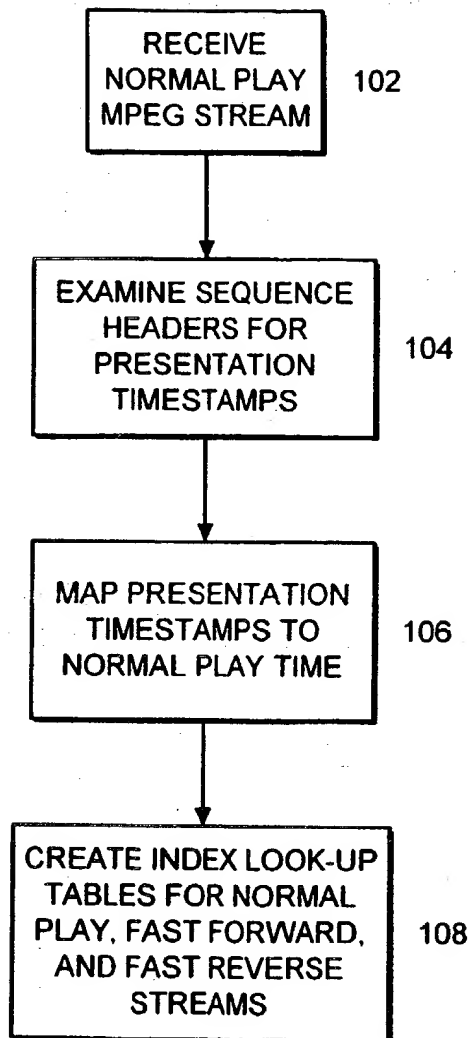 RECEIVE
NORMAL PLAY
MPEG STREAM
102
EXAMINE SEQUENCE
HEADERS FOR
PRESENTATION
TIMESTAMPS
104
MAP PRESENTATION
TIMESTAMPS TO
NORMAL PLAY TIME
106
CREATE INDEX LOOK-UP
TABLES FOR NORMAL
PLAY, FAST FORWARD,
AND FAST REVERSE
STREAMS
108